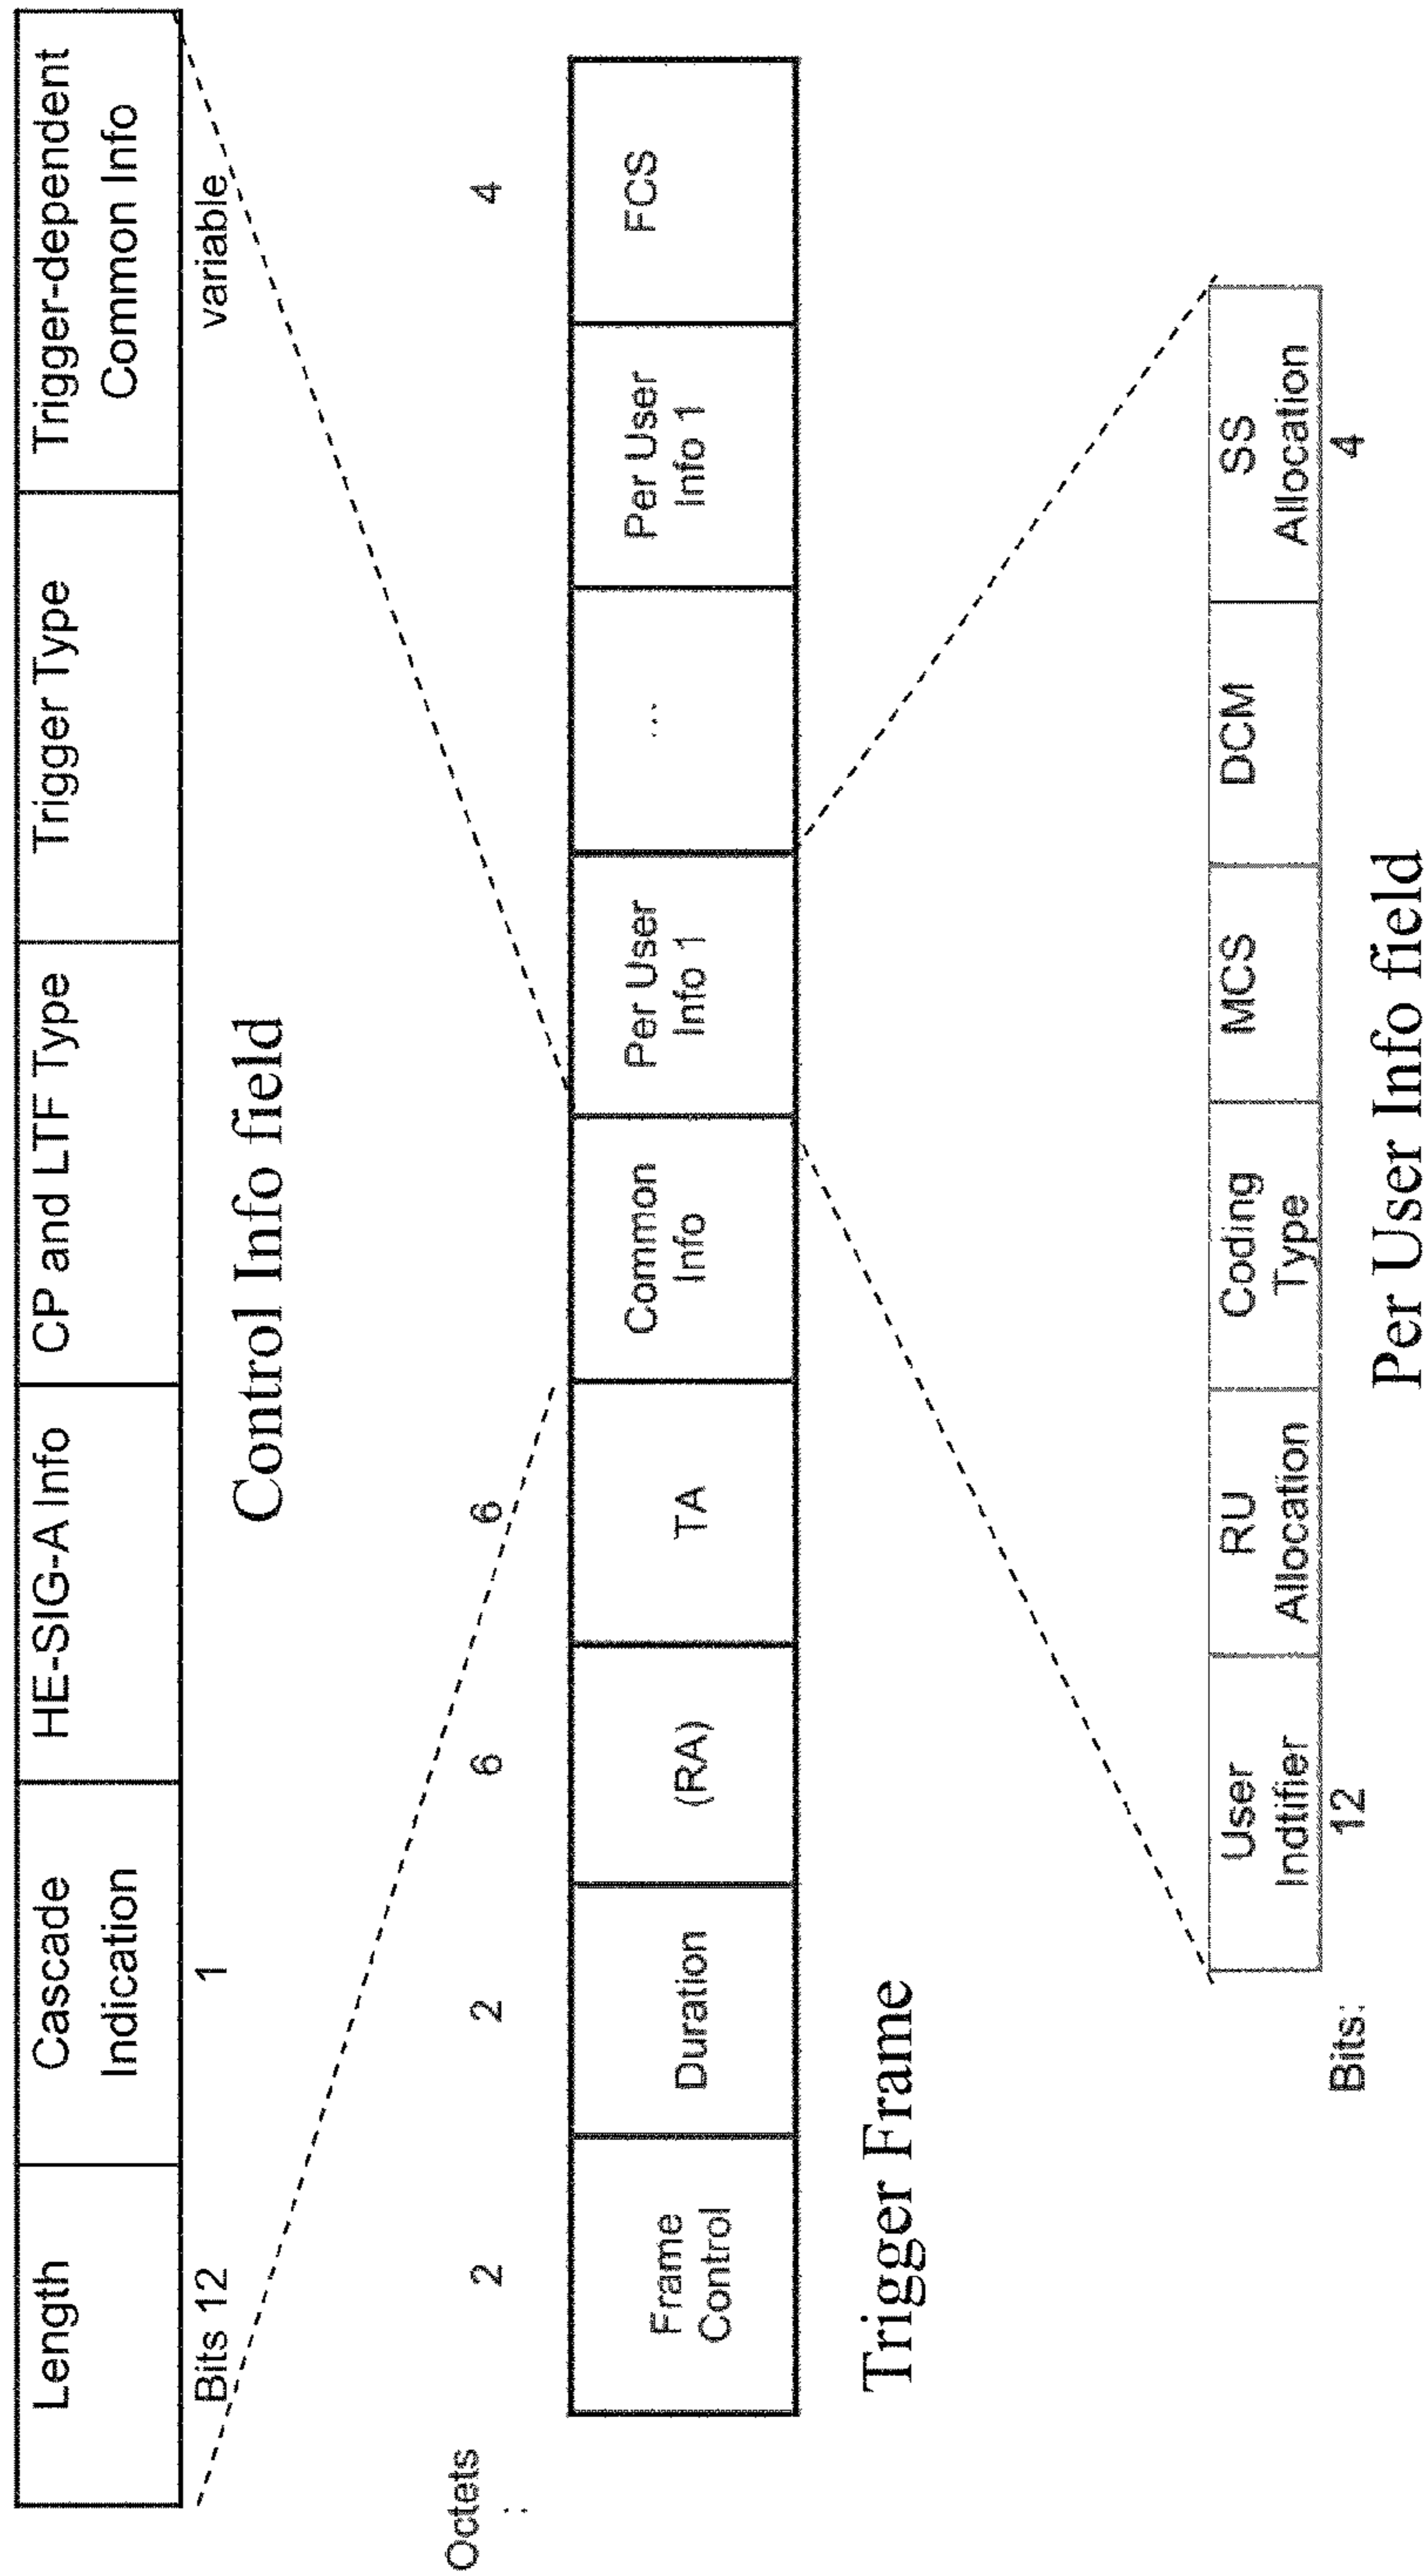 Length
Cascade
Indication
HE-SIG-A Info
CP and LTF Type
Trigger Type
Trigger-dependent
Common Info
Bits 12
1
variable
Control Info field
Octets
:
2
2
6
6
4
Frame
Control
Duration
(RA)
TA
Common
Info
Per User
Info 1
...
Per User
Info 1
FCS
Trigger Frame
User
Indtifier
RU
Allocation
Coding
Type
MCS
DCM
SS
Allocation
Bits:
12
4
Per User Info field